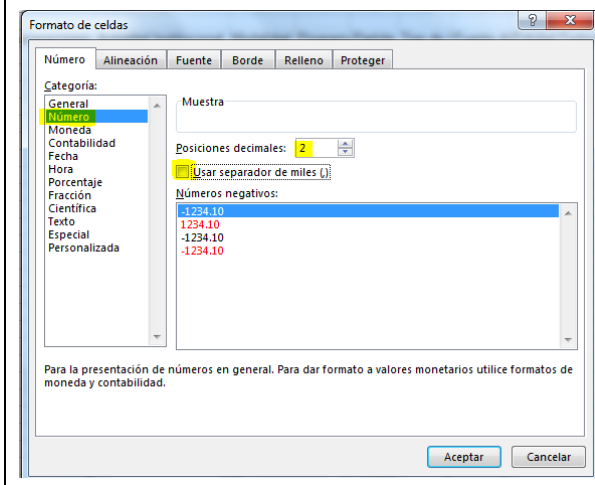 Formato de celdas
Número Alineación Fuente Borde Relleno Proteger
Categoría:
General
Número
Moneda
Contabilidad
Fecha
Hora
Porcentaje
Fracción
Científica
Texto
Especial
Personalizada
Muestra
Posiciones decimales: 2
Usar separador de miles (,)
Números negativos:
-1234.10
1234.10
-1234.10
-1234.10
Para la presentación de números en general. Para dar formato a valores monetarios utilice formatos de
moneda y contabilidad.
Aceptar Cancelar